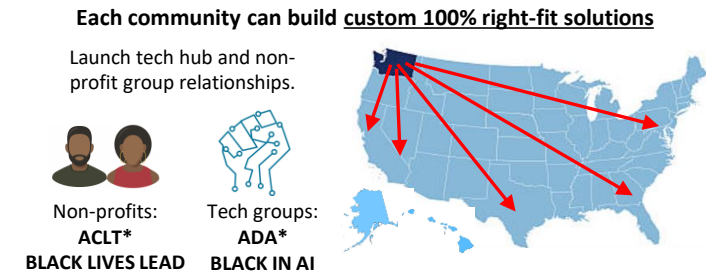 Each community can build custom 100% right-fit solutions
Launch tech hub and non-
profit group relationships.
Non-profits:
ACLT*
BLACK LIVES LEAD
Tech groups:
ADA*
BLACK IN AI